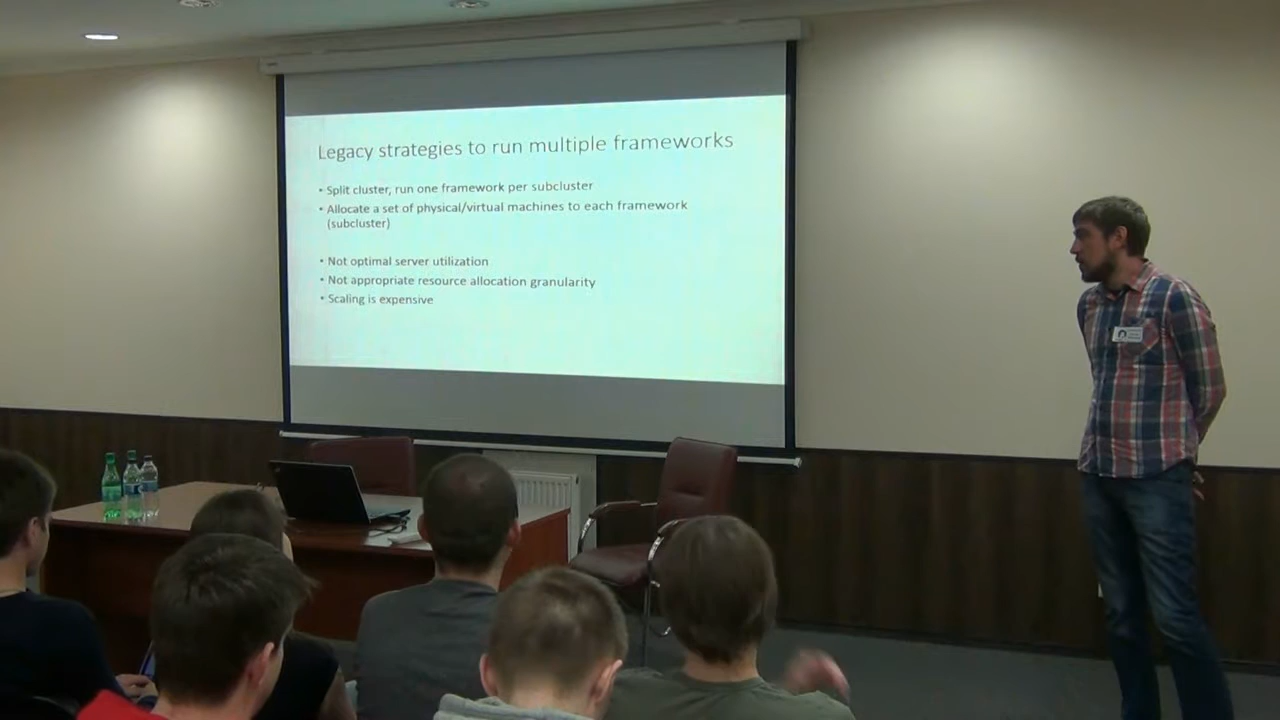 Legacy strategies to run multiple frameworks
• Split cluster, run one framework per subcluster
• Allocate a set of physical/virtual machines to each framework
(subcluster)
• Not optimal server utilization
• Not appropriate resource allocation granularity
• Scaling is expensive